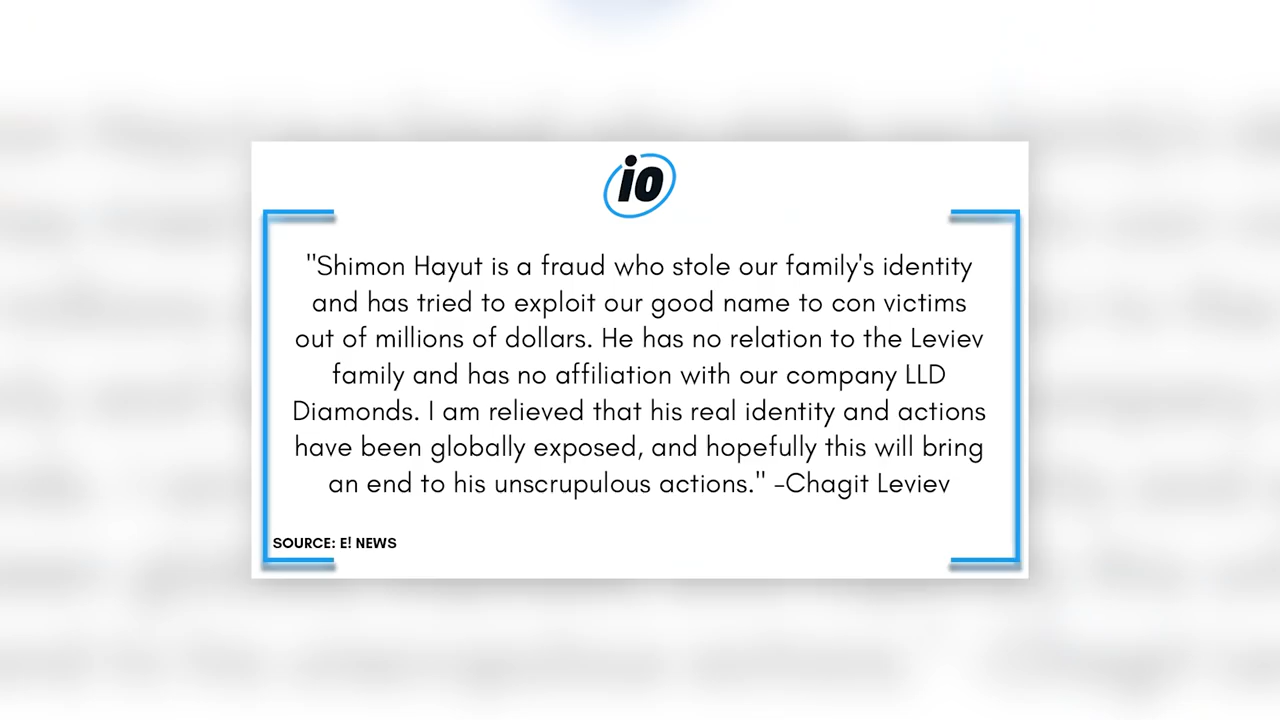 io
"Shimon Hayut is a fraud who stole our family's identity
and has tried to exploit our good name to con victims
out of millions of dollars. He has no relation to the Leviev
family and has no affiliation with our company LLD
Diamonds. I am relieved that his real identity and actions
have been globally exposed, and hopefully this will bring
an end to his unscrupulous actions." -Chagit Leviev
SOURCE: E! NEWS